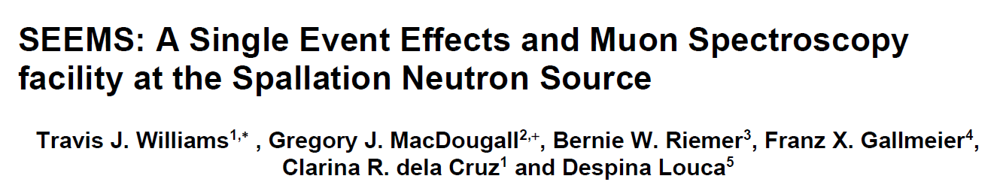 SEEMS: A Single Event Effects and Muon Spectroscopy
facility at the Spallation Neutron Source
Travis J. Williams1,* , Gregory J. MacDougall2,+, Bernie W. Riemer3, Franz X. Gallmeier4,
Clarina R. dela Cruz1 and Despina Louca5